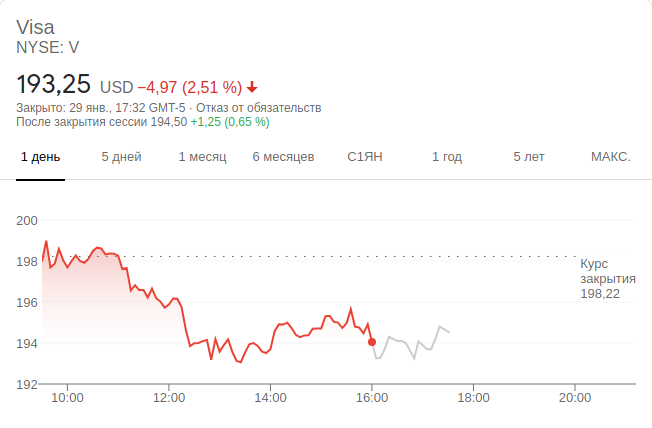 Visa
NYSE: V
193,25 USD −4,97 (2,51 %)
Закрыто: 29 янв., 17:32 GMT-5 · Отказ от обязательств
После закрытия сессии 194,50 +1,25 (0,65 %)
1 день 5 дней 1 месяц 6 месяцев С1ЯН 1 год 5 лет МАКС.
200
198
196
194
192
Курс
закрытия
198,22
10:00 12:00 14:00 16:00 18:00 20:00